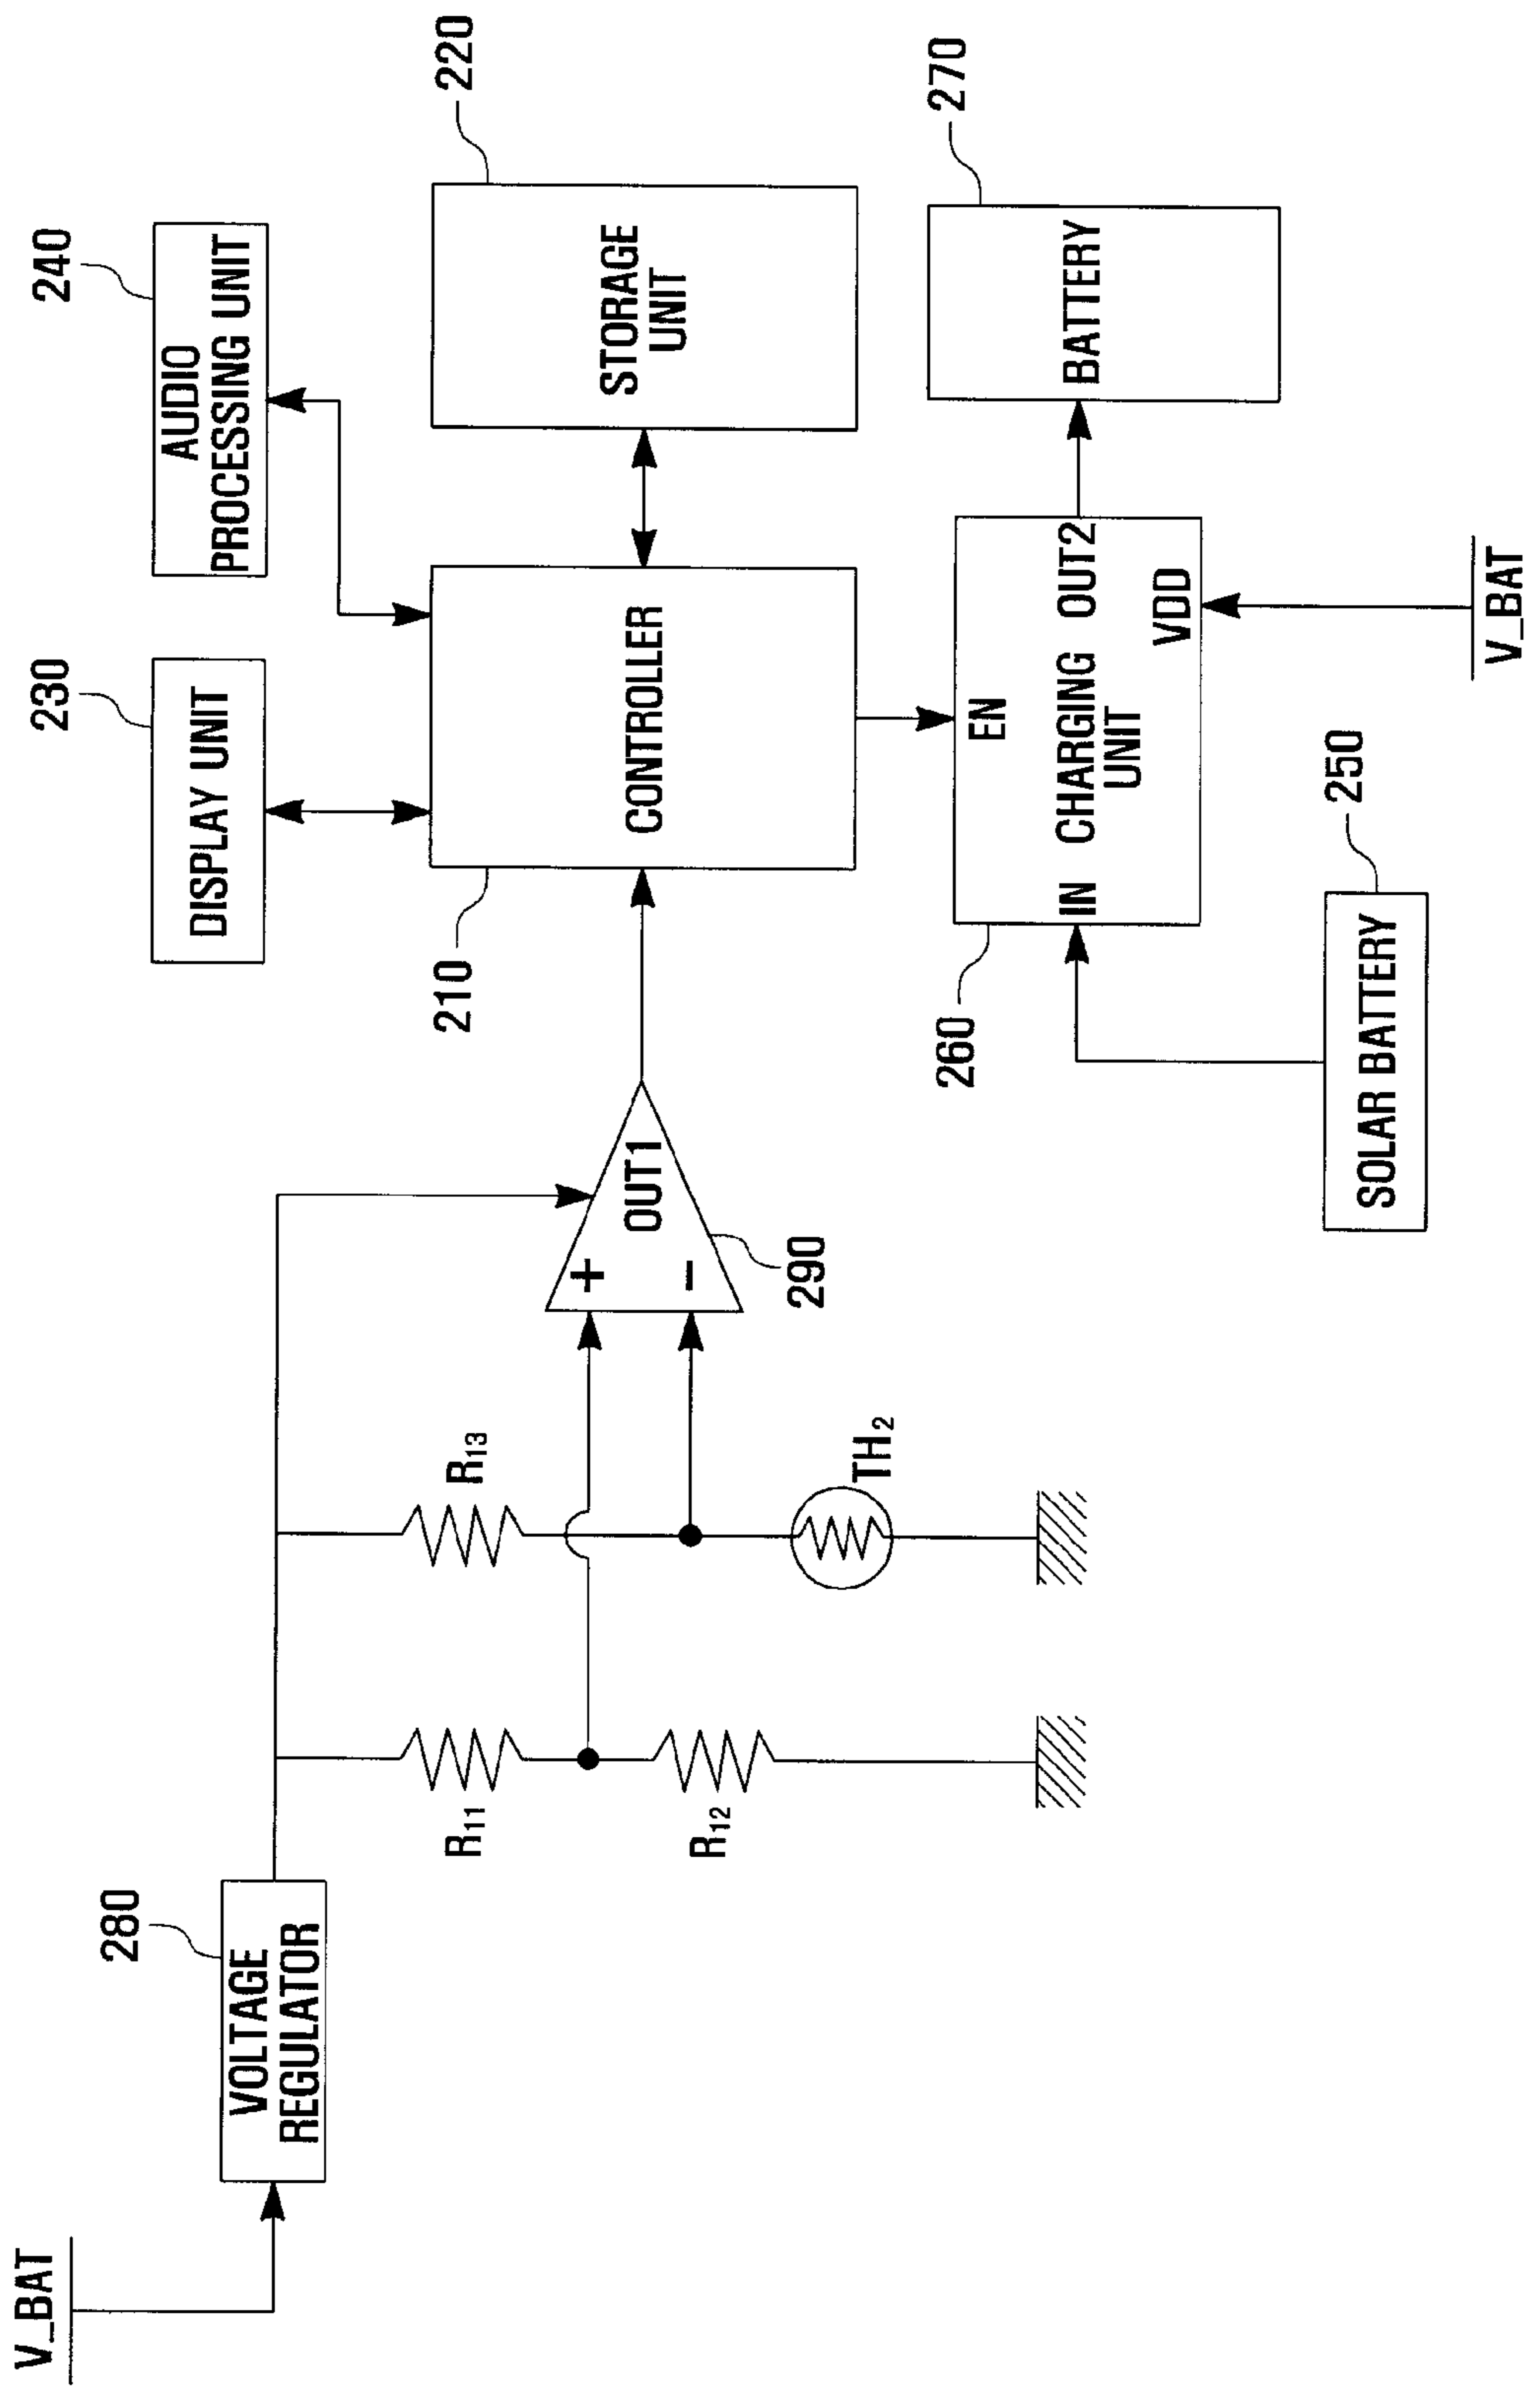 V_BAT
280
VOLTAGE
REGULATOR
R11
R12
R13
TH2
+
−
OUT1
290
230
DISPLAY UNIT
240
AUDIO
PROCESSING UNIT
210
CONTROLLER
220
STORAGE
UNIT
260
EN
IN CHARGING OUT2
UNIT
VDD
270
BATTERY
250
SOLAR BATTERY
V_BAT